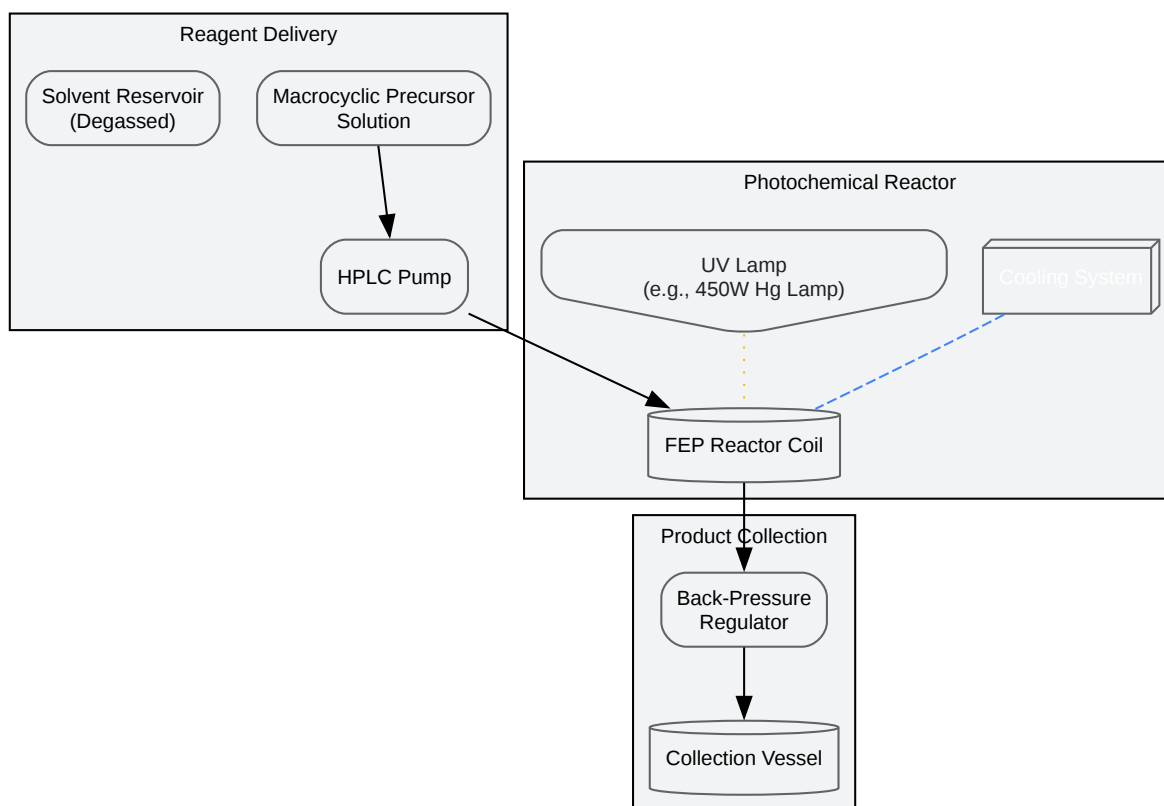 Reagent Delivery
Solvent Reservoir
(Degassed)
Macrocyclic Precursor
Solution
HPLC Pump
Photochemical Reactor
UV Lamp
(e.g., 450W Hg Lamp)
Cooling System
FEP Reactor Coil
Product Collection
Back-Pressure
Regulator
Collection Vessel